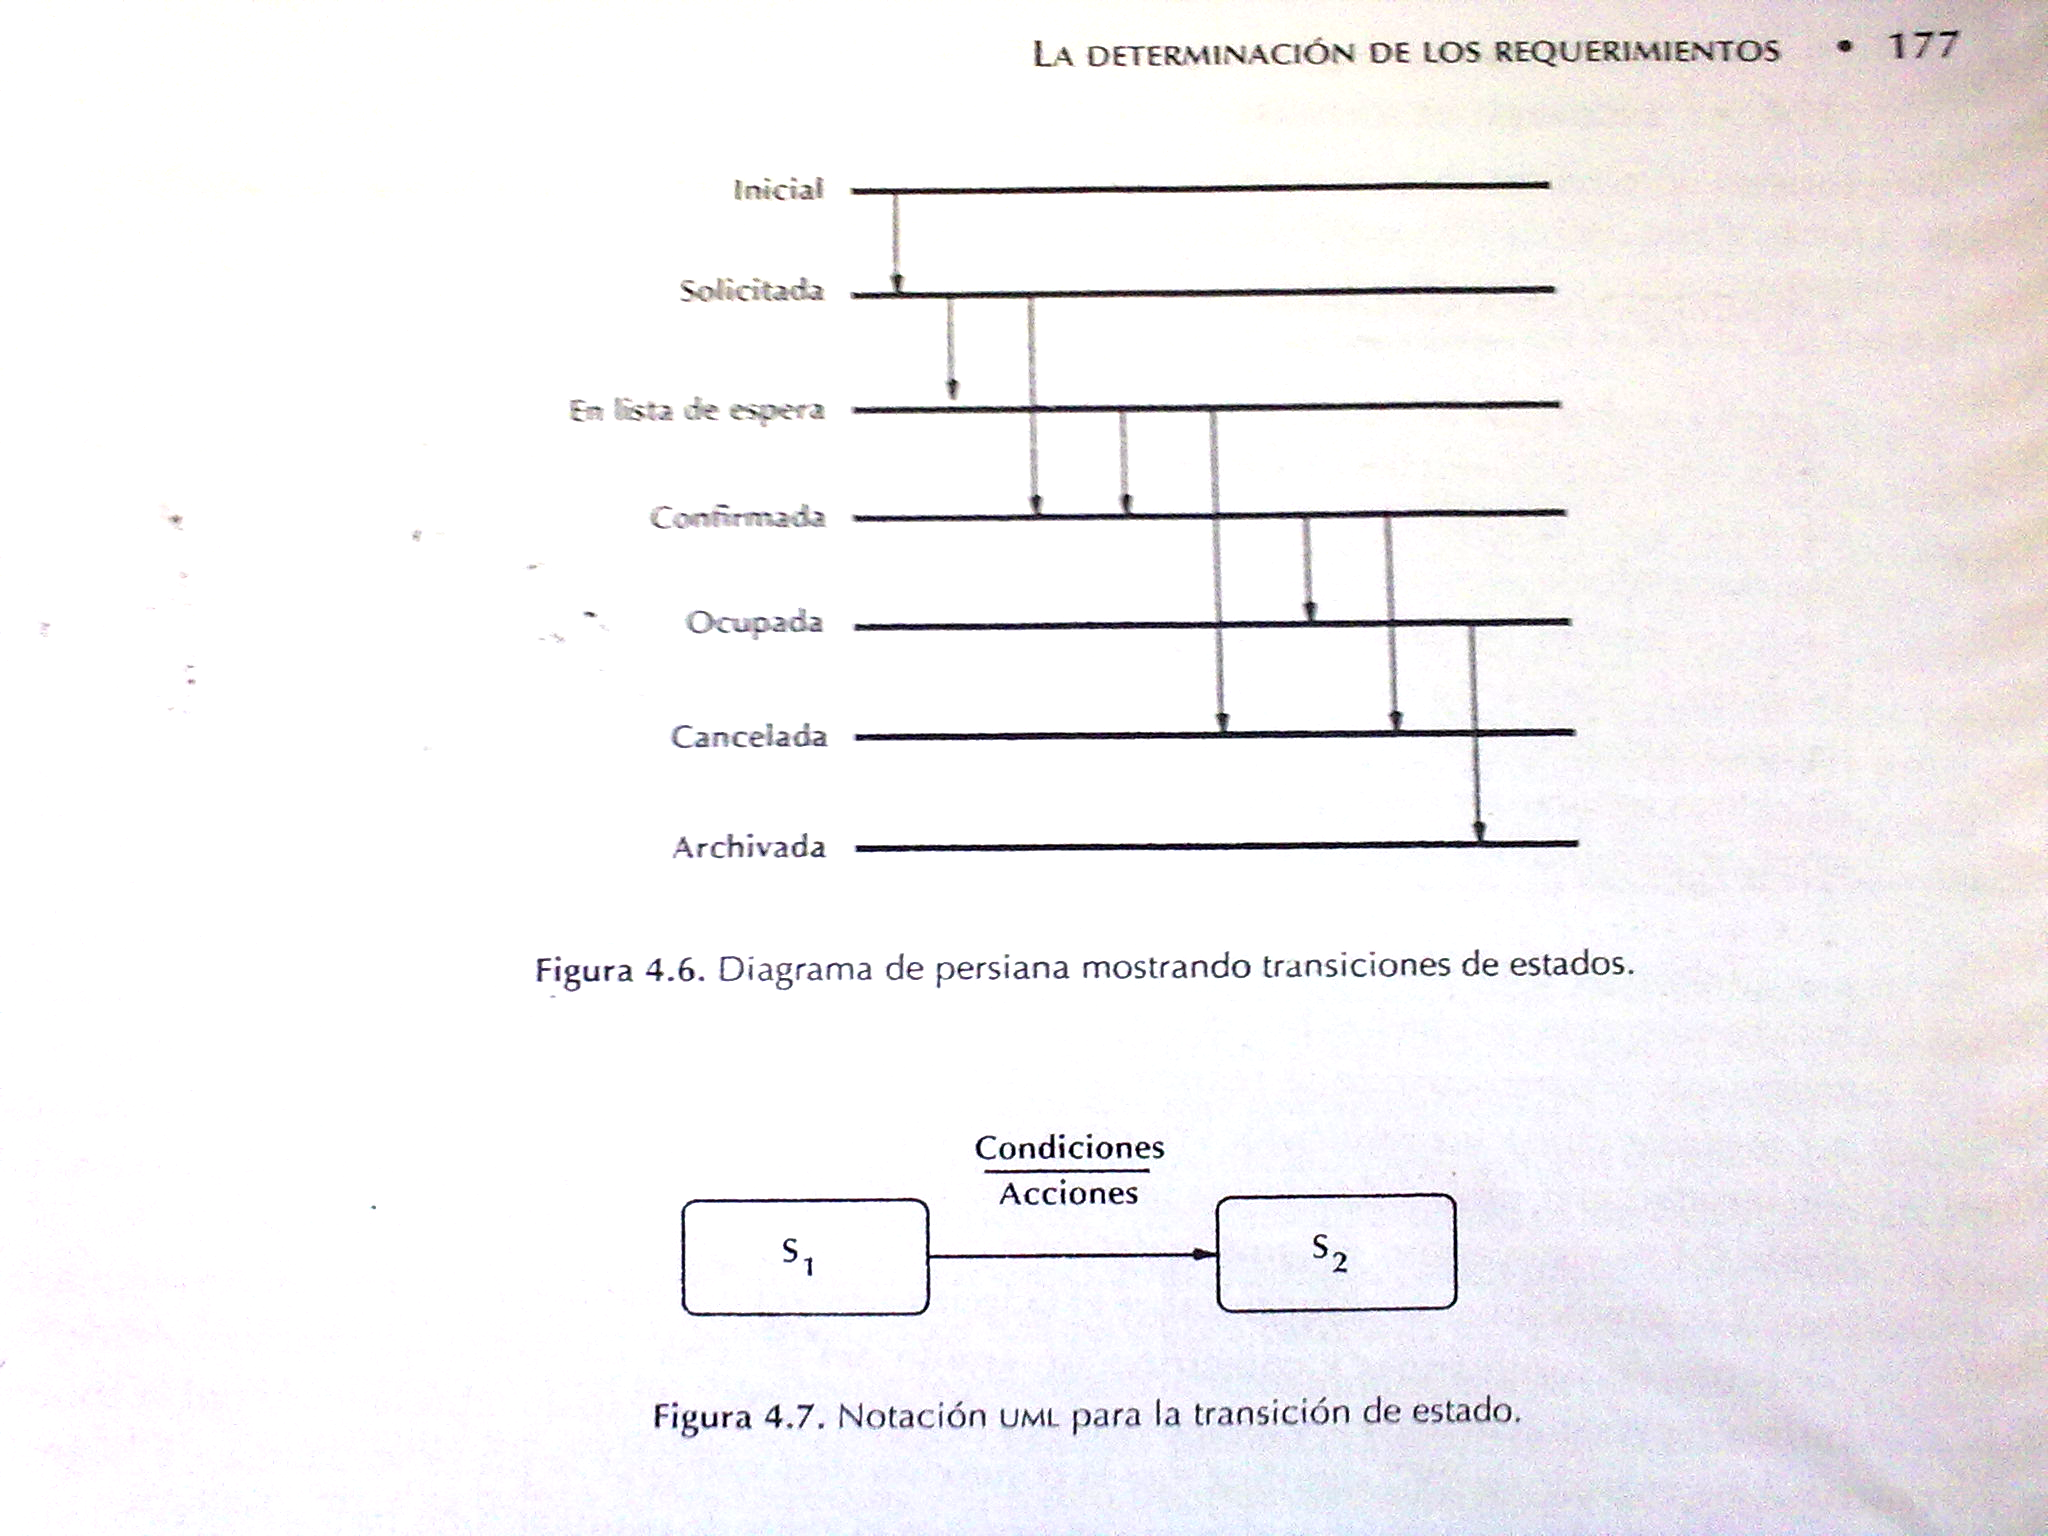 LA DETERMINACIÓN DE LOS REQUERIMIENTOS • 177
Inicial
Solicitada
En lista de espera
Confirmada
Ocupada
Cancelada
Archivada
Figura 4.6. Diagrama de persiana mostrando transiciones de estados.
Condiciones
Acciones
S1
S2
Figura 4.7. Notación UML para la transición de estado.